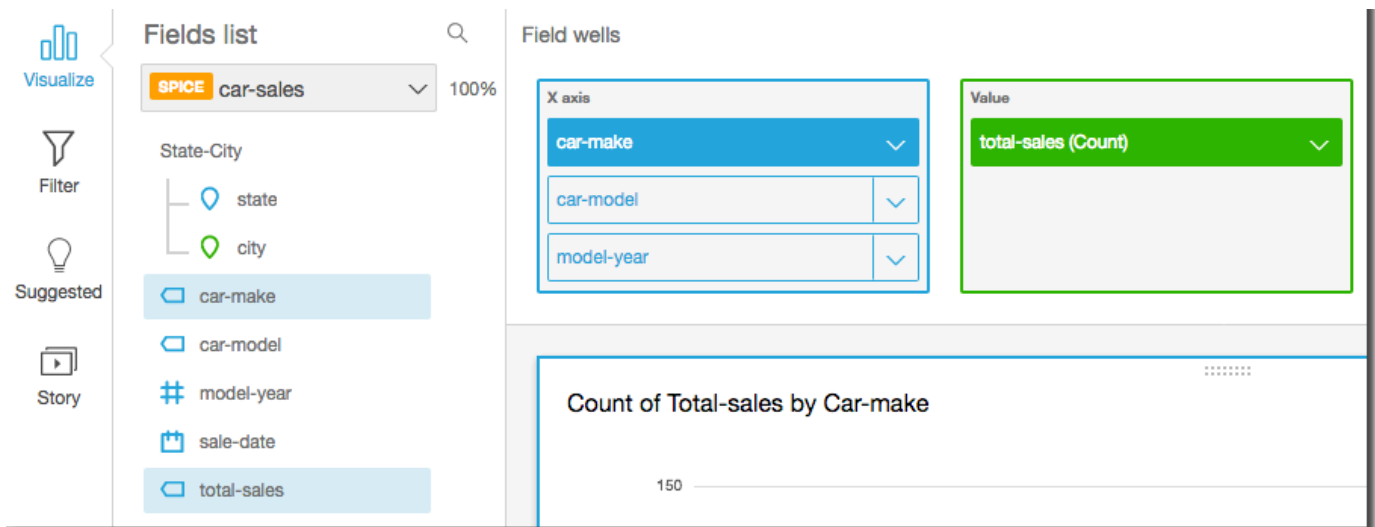 Visualize
Filter
Suggested
Story
Fields list
SPICE car-sales
100%
State-City
state
city
car-make
car-model
model-year
sale-date
total-sales
Field wells
X axis
car-make
car-model
model-year
Value
total-sales (Count)
Count of Total-sales by Car-make
150